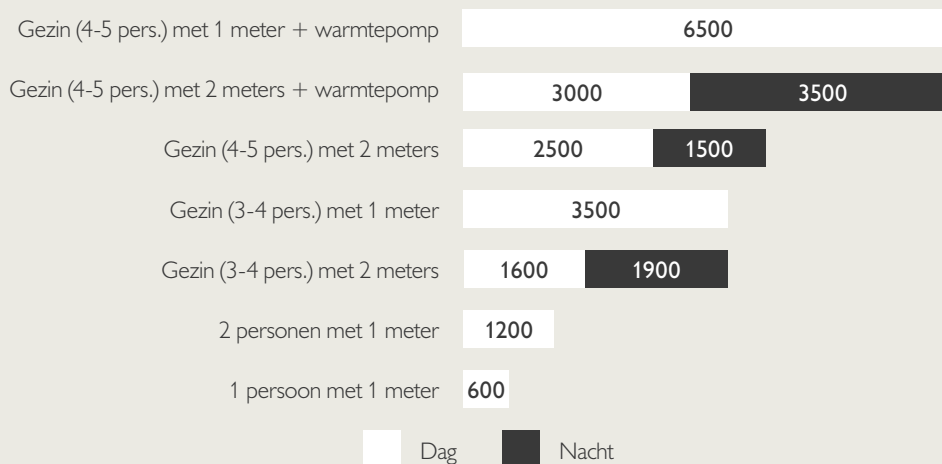 Gezin (4-5 pers.) met 1 meter + warmtepomp 6500
Gezin (4-5 pers.) met 2 meters + warmtepomp 3000 3500
Gezin (4-5 pers.) met 2 meters 2500 1500
Gezin (3-4 pers.) met 1 meter 3500
Gezin (3-4 pers.) met 2 meters 1600 1900
2 personen met 1 meter 1200
1 persoon met 1 meter 600
Dag Nacht